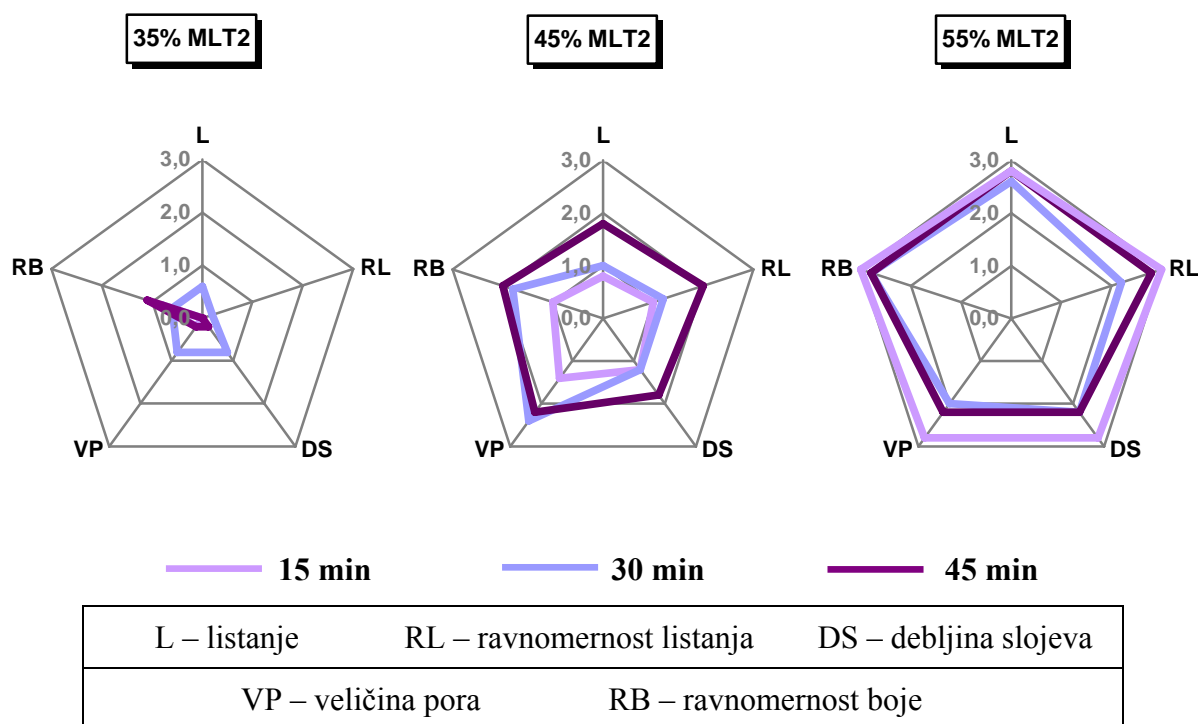 35% MLT2 45% MLT2 55% MLT2
L L L
3,0 3,0 3,0
2,0 2,0 2,0
RB RL RB RL RB RL
1,0 1,0 1,0
0,0 0,0 0,0
VP DS VP DS VP DS
15 min 30 min 45 min
L – listanje RL – ravnomernost listanja DS – debljina slojeva
VP – veličina pora RB – ravnomernost boje